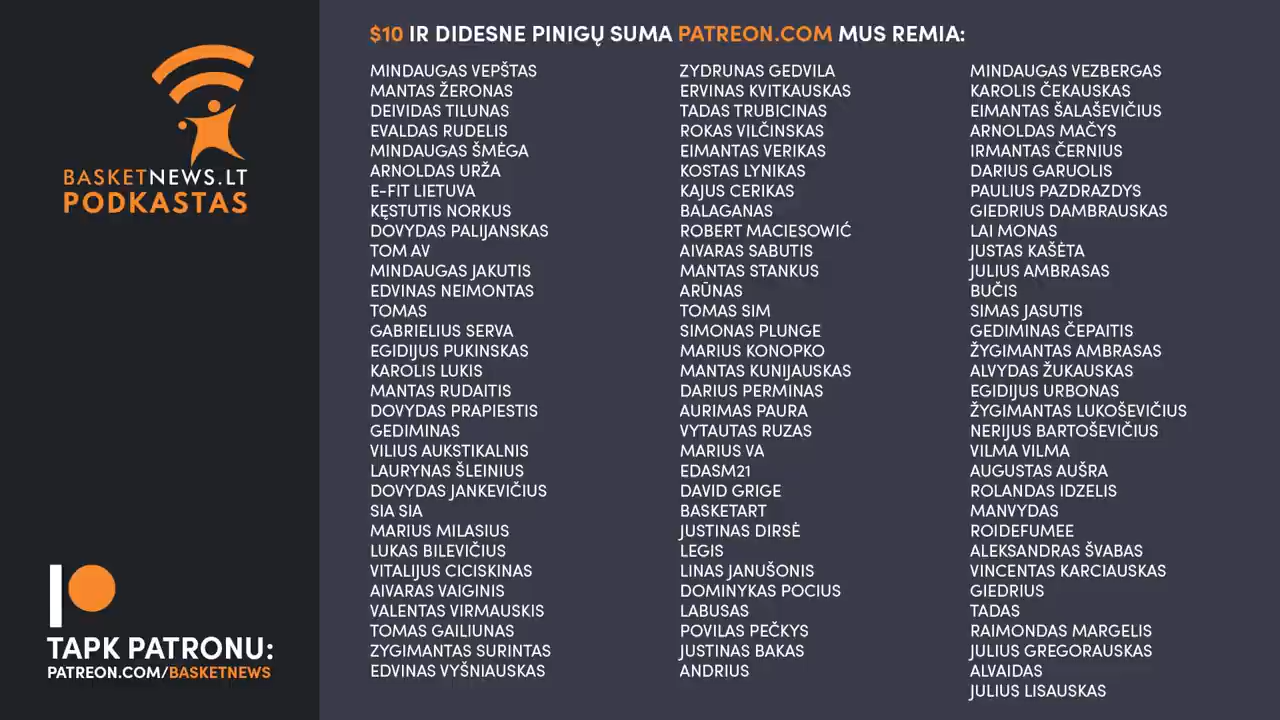 BASKETNEWS.LT
PODKASTAS
TAPK PATRONU:
PATREON.COM/BASKETNEWS
$10 IR DIDESNE PINIGŲ SUMA PATREON.COM MUS REMIA:
MINDAUGAS VEPŠTAS
MANTAS ŽERONAS
DEIVIDAS TILUNAS
EVALDAS RUDELIS
MINDAUGAS ŠMĖGA
ARNOLDAS URŽA
E-FIT LIETUVA
KĘSTUTIS NORKUS
DOVYDAS PALIJANSKAS
TOM AV
MINDAUGAS JAKUTIS
EDVINAS NEIMONTAS
TOMAS
GABRIELIUS SERVA
EGIDIJUS PUKINSKAS
KAROLIS LUKIS
MANTAS RUDAITIS
DOVYDAS PRAPIESTIS
GEDIMINAS
VILIUS AUKSTIKALNIS
LAURYNAS ŠLEINIUS
DOVYDAS JANKEVIČIUS
SIA SIA
MARIUS MILASIUS
LUKAS BILEVIČIUS
VITALIJUS CICISKINAS
AIVARAS VAIGINIS
VALENTAS VIRMAUSKIS
TOMAS GAILIUNAS
ZYGIMANTAS SURINTAS
EDVINAS VYŠNIAUSKAS
ZYDRUNAS GEDVILA
ERVINAS KVITKAUSKAS
TADAS TRUBICINAS
ROKAS VILČINSKAS
EIMANTAS VERIKAS
KOSTAS LYNIKAS
KAJUS CERIKAS
BALAGANAS
ROBERT MACIESOWIĆ
AIVARAS SABUTIS
MANTAS STANKUS
ARŪNAS
TOMAS SIM
SIMONAS PLUNGE
MARIUS KONOPKO
MANTAS KUNIJAUSKAS
DARIUS PERMINAS
AURIMAS PAURA
VYTAUTAS RUZAS
MARIUS VA
EDASM21
DAVID GRIGE
BASKETART
JUSTINAS DIRSĖ
LEGIS
LINAS JANUŠONIS
DOMINYKAS POCIUS
LABUSAS
POVILAS PEČKYS
JUSTINAS BAKAS
ANDRIUS
MINDAUGAS VEZBERGAS
KAROLIS ČEKAUSKAS
EIMANTAS ŠALAŠEVIČIUS
ARNOLDAS MAČYS
IRMANTAS ČERNIUS
DARIUS GARUOLIS
PAULIUS PAZDRAZDYS
GIEDRIUS DAMBRAUSKAS
LAI MONAS
JUSTAS KAŠĖTA
JULIUS AMBRASAS
BUČIS
SIMAS JASUTIS
GEDIMINAS ČEPAITIS
ŽYGIMANTAS AMBRASAS
ALVYDAS ŽUKAUSKAS
EGIDIJUS URBONAS
ŽYGIMANTAS LUKOŠEVIČIUS
NERIJUS BARTOŠEVIČIUS
VILMA VILMA
AUGUSTAS AUŠRA
ROLANDAS IDZELIS
MANVYDAS
ROIDEFUMEE
ALEKSANDRAS ŠVABAS
VINCENTAS KARCIAUSKAS
GIEDRIUS
TADAS
RAIMONDAS MARGELIS
JULIUS GREGORAUSKAS
ALVAIDAS
JULIUS LISAUSKAS